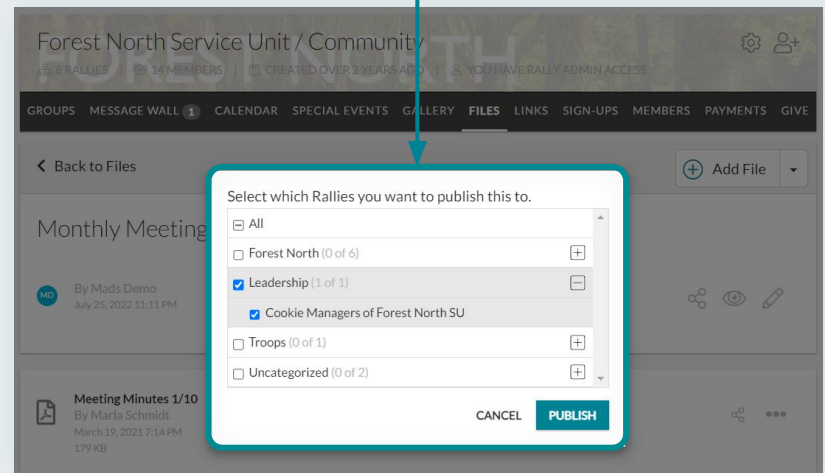 Forest North Service Unit / Community
FOREST NORTH
8 RALLIES | 14 MEMBERS | CREATED OVER 2 YEARS AGO | YOU HAVE RALLY ADMIN ACCESS
GROUPS MESSAGE WALL 1 CALENDAR SPECIAL EVENTS GALLERY FILES LINKS SIGN-UPS MEMBERS PAYMENTS GIVE
Back to Files
Add File
Monthly Meeting
MD
By Mads Demo
July 25, 2022 11:11 PM
Select which Rallies you want to publish this to.
All
Forest North (0 of 6)
Leadership (1 of 1)
Cookie Managers of Forest North SU
Troops (0 of 1)
Uncategorized (0 of 2)
CANCEL PUBLISH
Meeting Minutes 1/10
By Marla Schmidt
March 19, 2021 7:14 PM
179 KB